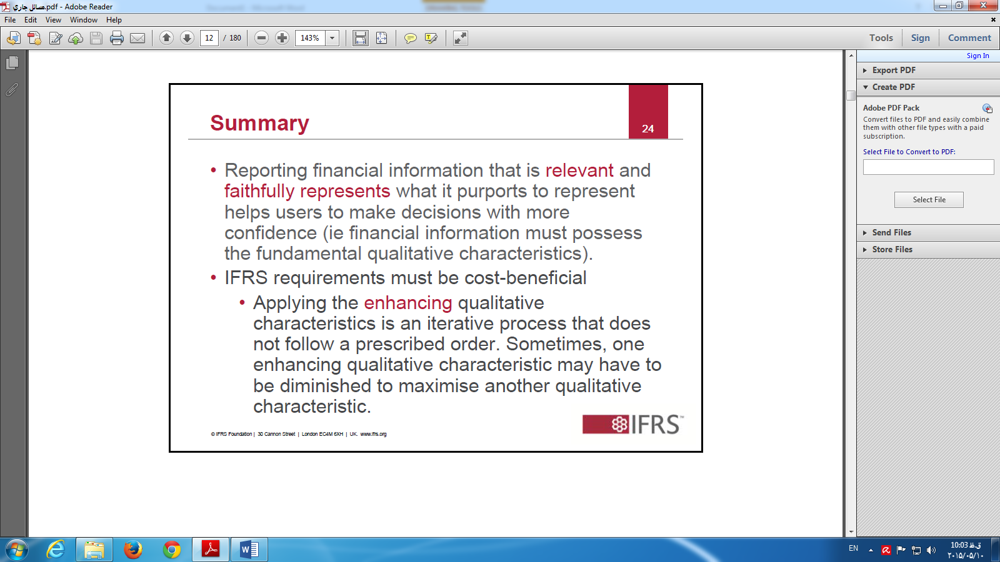 مسائل جاري.pdf - Adobe Reader
File Edit View Window Help
12 / 180 143% Tools Sign Comment
Sign In
Export PDF
Create PDF
Adobe PDF Pack
Convert files to PDF and easily combine
them with other file types with a paid
subscription.
Select File to Convert to PDF:
Select File
Send Files
Store Files
Summary
24
• Reporting financial information that is relevant and
faithfully represents what it purports to represent
helps users to make decisions with more
confidence (ie financial information must possess
the fundamental qualitative characteristics).
• IFRS requirements must be cost-beneficial
• Applying the enhancing qualitative
characteristics is an iterative process that does
not follow a prescribed order. Sometimes, one
enhancing qualitative characteristic may have to
be diminished to maximise another qualitative
characteristic.
IFRS™
© IFRS Foundation | 30 Cannon Street | London EC4M 6XH | UK. www.ifrs.org
EN
10:03 ق.ظ
۲۰۱۵/۰۵/۱۰